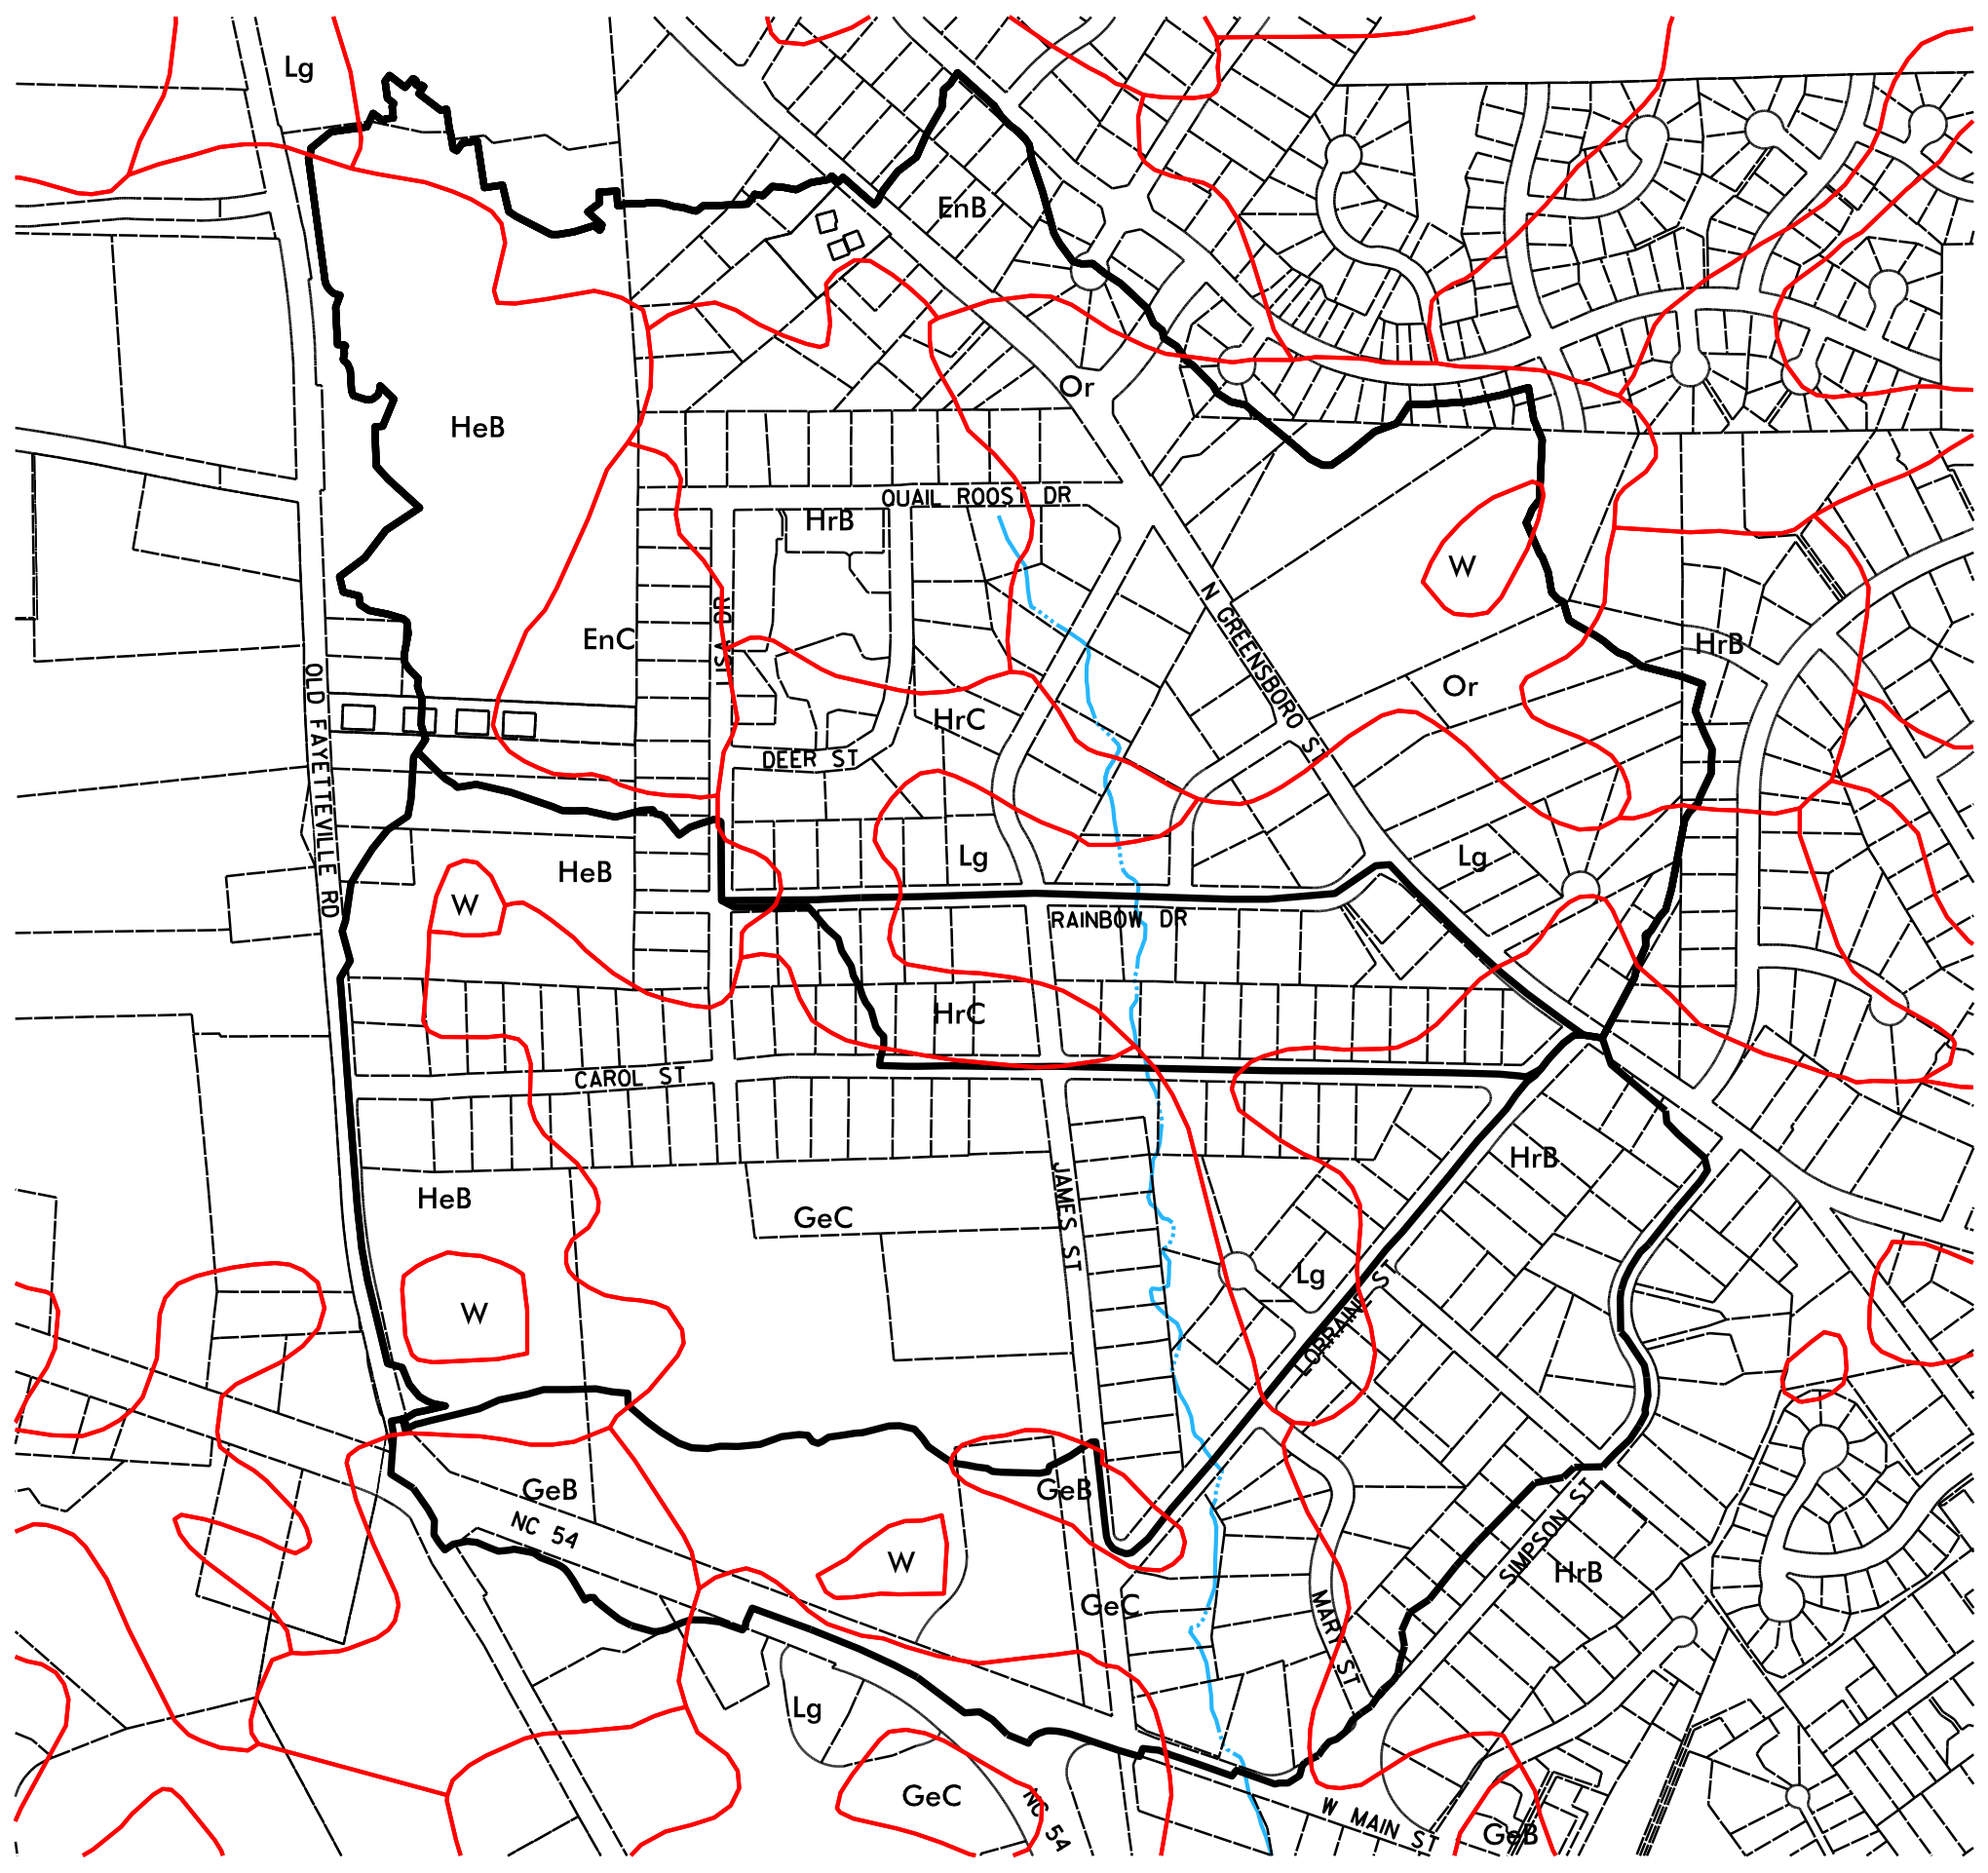 Lg
EnB
Or
HeB
QUAIL ROOST DR
HrB
W
N GREENSBORO ST
EnC
LISA DR
HrB
Or
OLD FAYETTEVILLE RD
HrC
DEER ST
Lg
Lg
HeB
W
RAINBOW DR
HrC
CAROL ST
HrB
HeB
GeC
JAMES ST
Lg
W
LORRAINE ST
GeB
GeB
NC 54
SIMPSON ST
W
HrB
GeC
MARY ST
Lg
GeC
NC 54
W MAIN ST
GeB